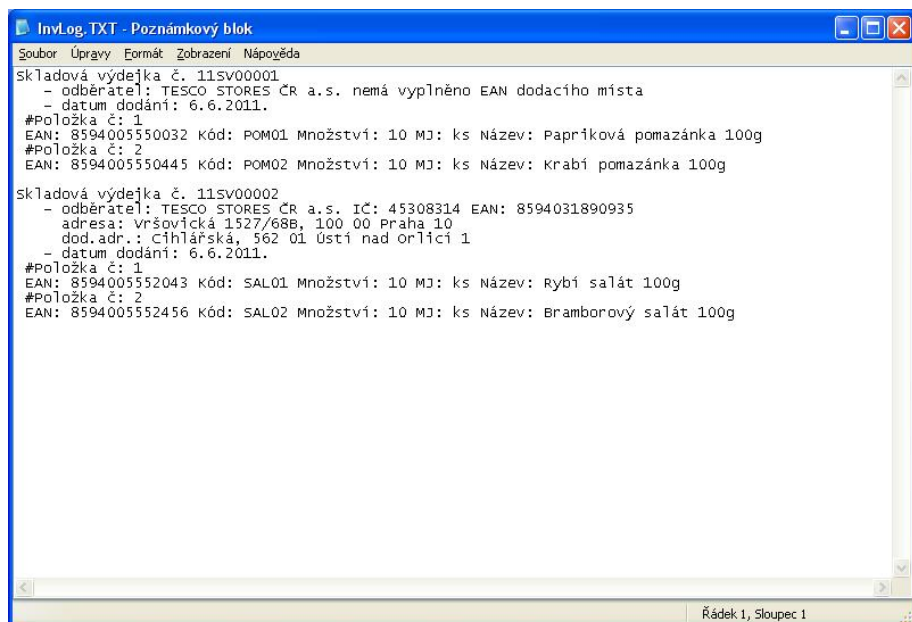 InvLog.TXT - Poznámkový blok
Soubor Úpravy Formát Zobrazení Nápověda
Skladová výdejka č. 11SV00001
- odběratel: TESCO STORES ČR a.s. nemá vyplněno EAN dodacího místa
- datum dodání: 6.6.2011.
#Položka č: 1
EAN: 8594005550032 Kód: POM01 Množství: 10 MJ: ks Název: Papriková pomazánka 100g
#Položka č: 2
EAN: 8594005550445 Kód: POM02 Množství: 10 MJ: ks Název: Krabí pomazánka 100g
Skladová výdejka č. 11SV00002
- odběratel: TESCO STORES ČR a.s. IČ: 45308314 EAN: 8594031890935
adresa: Vršovická 1527/68B, 100 00 Praha 10
dod.adr.: Cihlářská, 562 01 Ústí nad Orlicí 1
- datum dodání: 6.6.2011.
#Položka č: 1
EAN: 8594005552043 Kód: SAL01 Množství: 10 MJ: ks Název: Rybí salát 100g
#Položka č: 2
EAN: 8594005552456 Kód: SAL02 Množství: 10 MJ: ks Název: Bramborový salát 100g
Řádek 1, Sloupec 1